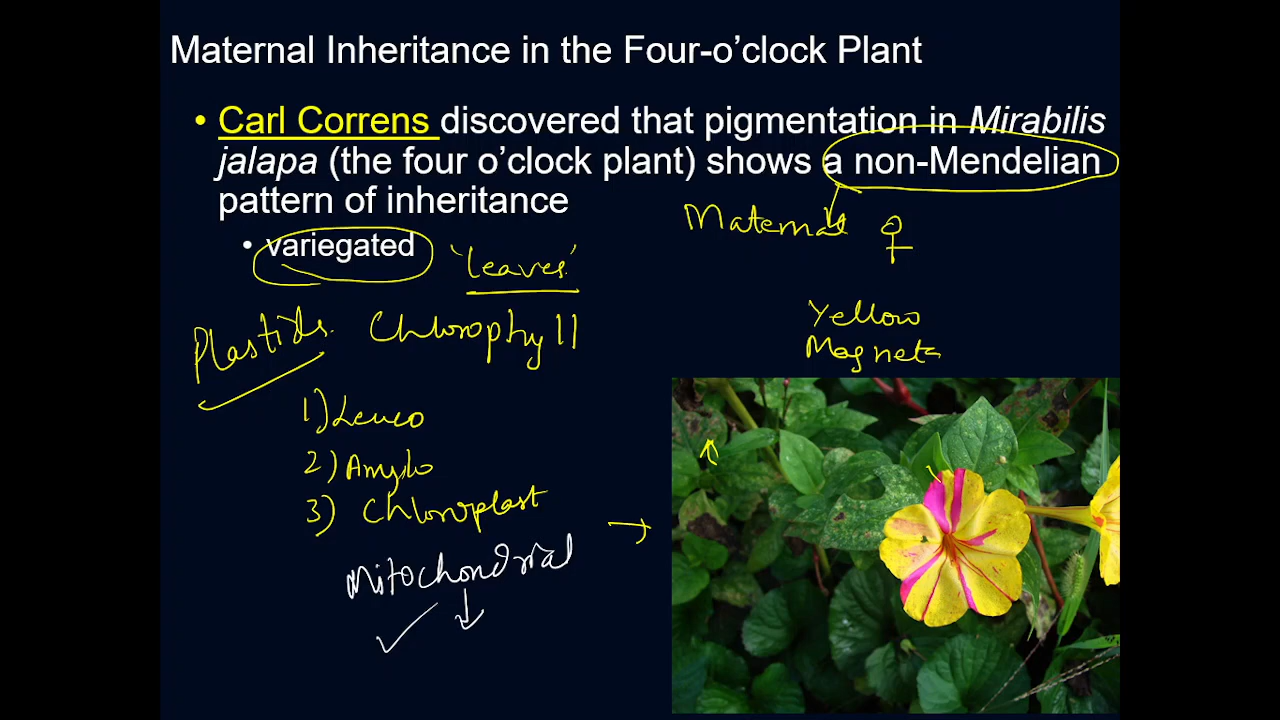 Maternal Inheritance in the Four-o’clock Plant
• Carl Correns discovered that pigmentation in Mirabilis
jalapa (the four o’clock plant) shows a non-Mendelian
pattern of inheritance
Maternal ♀
• variegated 'leaves'
Plastids. Chlorophyll
Yellow
Magneta
1) Leuco
2) Amylo
3) Chloroplast
Mitochondrial